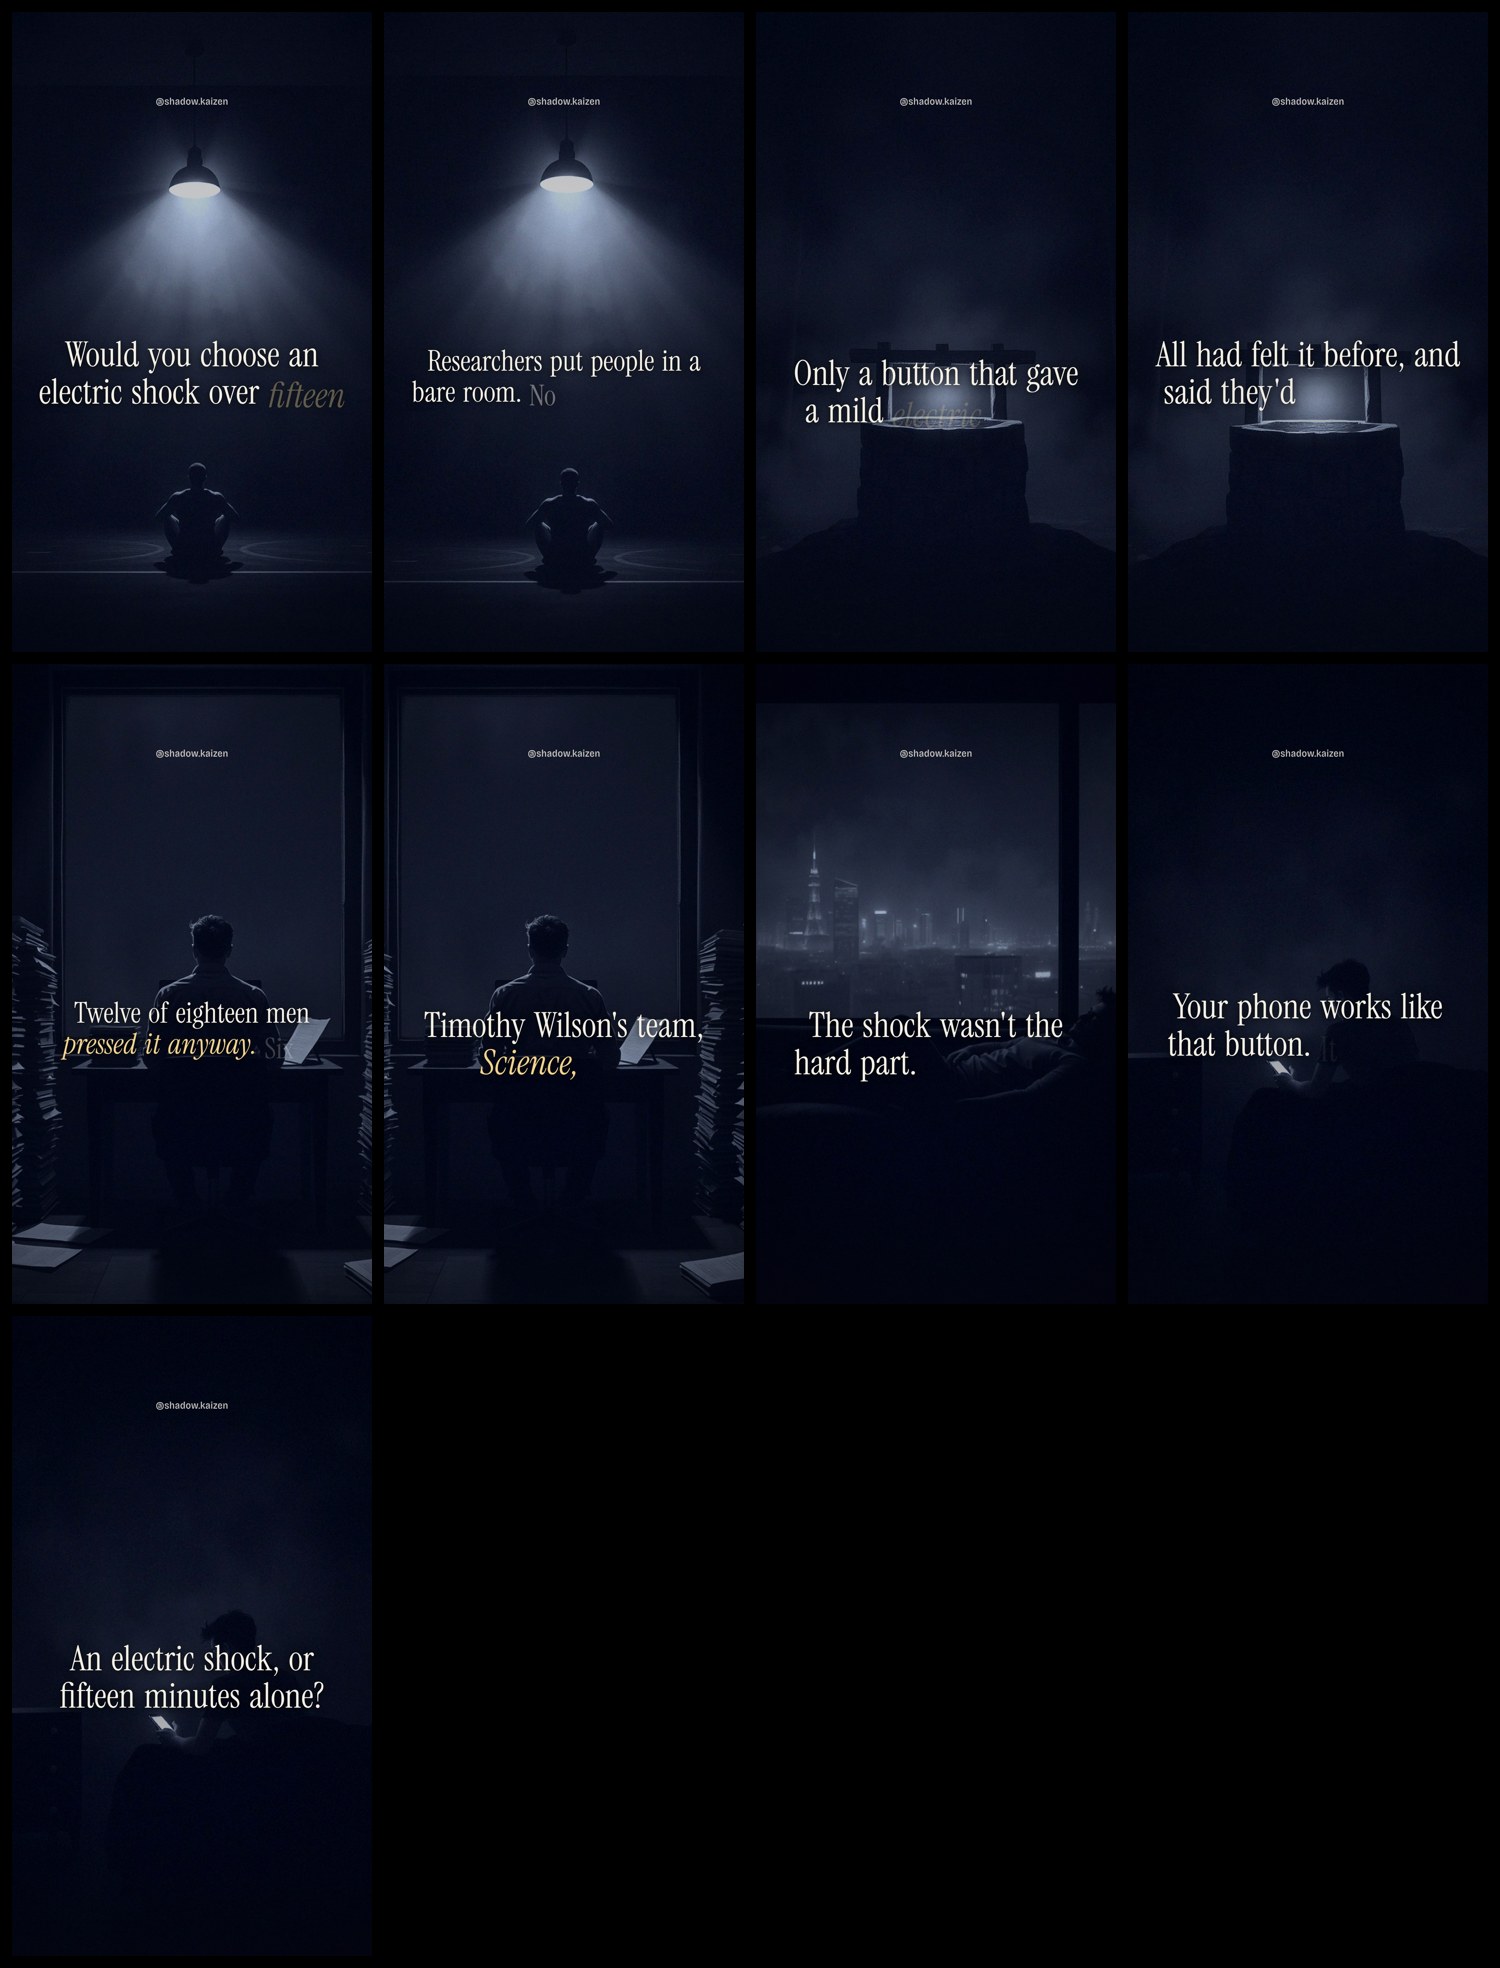 @shadow.kaizen
Would you choose an
electric shock over fifteen
@shadow.kaizen
Researchers put people in a
bare room. No
@shadow.kaizen
Only a button that gave
a mild electric
@shadow.kaizen
All had felt it before, and
said they'd
@shadow.kaizen
Twelve of eighteen men
pressed it anyway. Six
@shadow.kaizen
Timothy Wilson's team,
Science,
@shadow.kaizen
The shock wasn't the
hard part.
@shadow.kaizen
Your phone works like
that button. It
@shadow.kaizen
An electric shock, or
fifteen minutes alone?